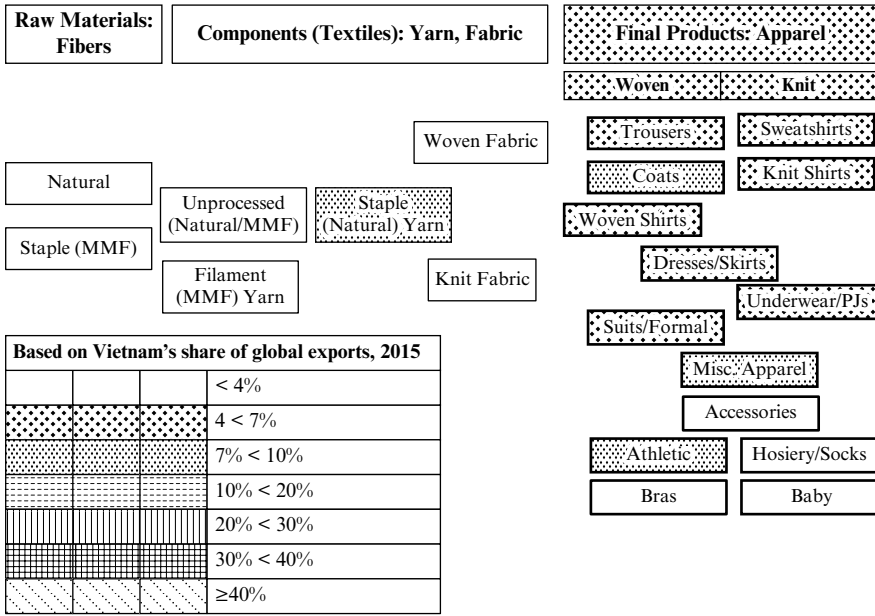 Raw Materials:
Fibers
Components (Textiles): Yarn, Fabric
Final Products: Apparel
Woven
Knit
Woven Fabric
Trousers
Sweatshirts
Natural
Coats
Knit Shirts
Unprocessed
(Natural/MMF)
Staple
(Natural) Yarn
Woven Shirts
Staple (MMF)
Dresses/Skirts
Filament
(MMF) Yarn
Knit Fabric
Underwear/PJs
Suits/Formal
Misc. Apparel
Accessories
Athletic
Hosiery/Socks
Bras
Baby
Based on Vietnam's share of global exports, 2015
< 4%
4 < 7%
7% < 10%
10% < 20%
20% < 30%
30% < 40%
≥40%